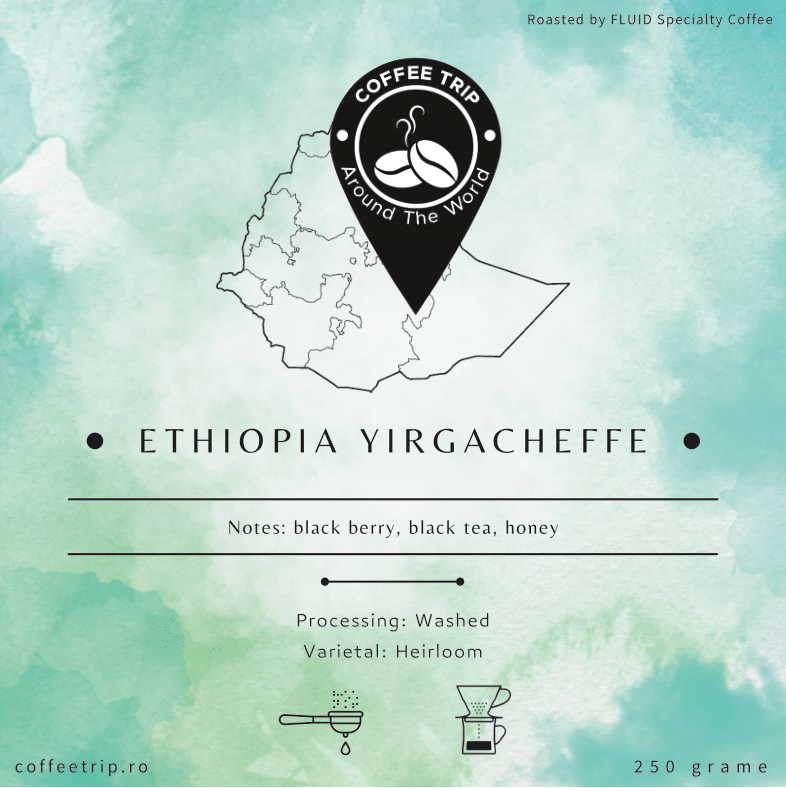 Roasted by FLUID Specialty Coffee
COFFEE TRIP
Around The World
ETHIOPIA YIRGACHEFFE
Notes: black berry, black tea, honey
Processing: Washed
Varietal: Heirloom
coffeetrip.ro
250 grame